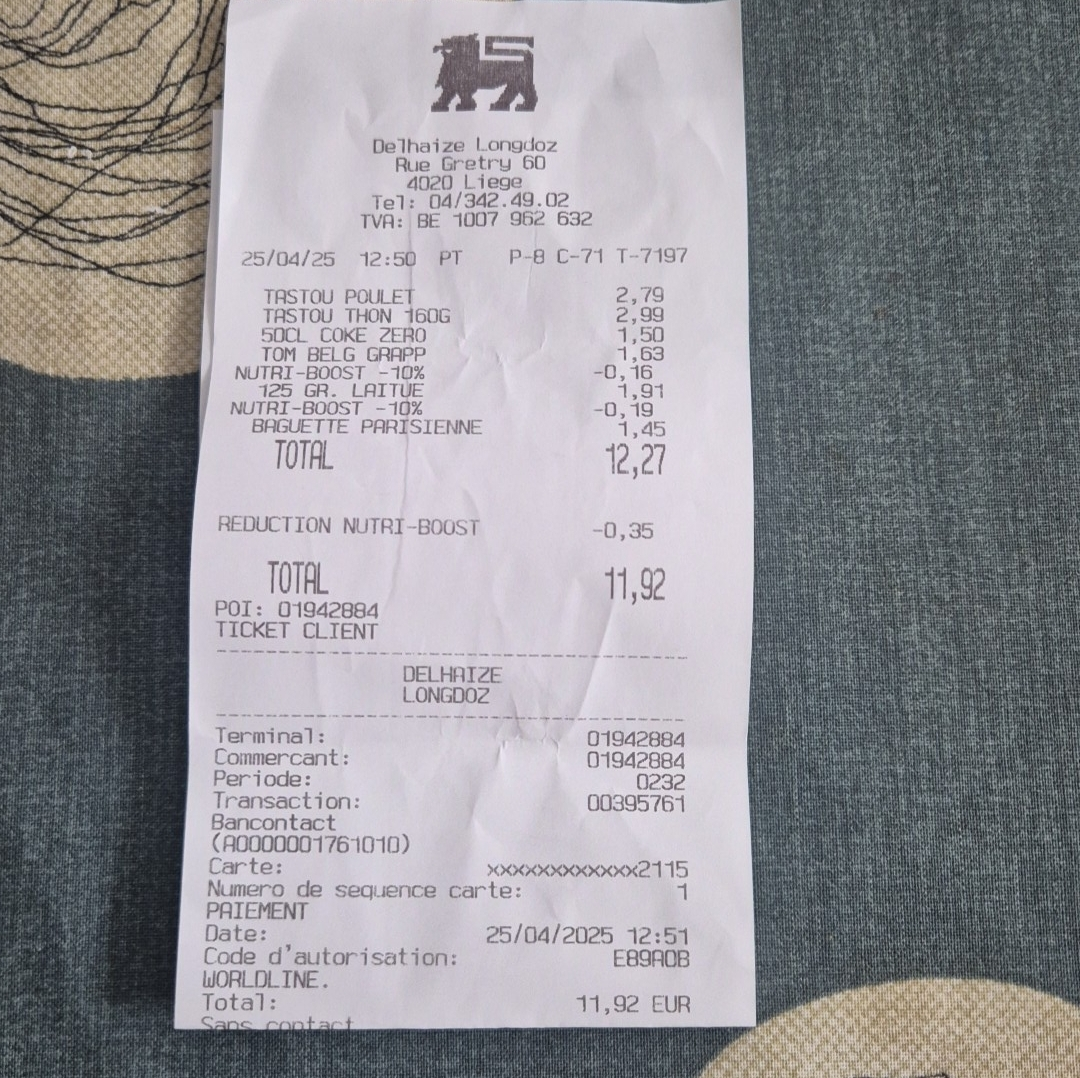 Delhaize Longdoz
Rue Gretry 60
4020 Liege
Tel: 04/342.49.02
TVA: BE 1007 962 632
25/04/25 12:50 PT P-8 C-71 T-7197
TASTOU POULET 2,79
TASTOU THON 160G 2,99
50CL COKE ZERO 1,50
TOM BELG GRAPP 1,63
NUTRI-BOOST -10% -0,16
125 GR. LAITUE 1,91
NUTRI-BOOST -10% -0,19
BAGUETTE PARISIENNE 1,45
TOTAL 12,27
REDUCTION NUTRI-BOOST -0,35
TOTAL 11,92
POI: 01942884
TICKET CLIENT
DELHAIZE
LONGDOZ
Terminal: 01942884
Commercant: 01942884
Periode: 0232
Transaction: 00395761
Bancontact
(A0000001761010)
Carte: xxxxxxxxxxxx2115
Numero de sequence carte: 1
PAIEMENT
Date: 25/04/2025 12:51
Code d'autorisation: E89A0B
WORLDLINE.
Total: 11,92 EUR
Sans contact